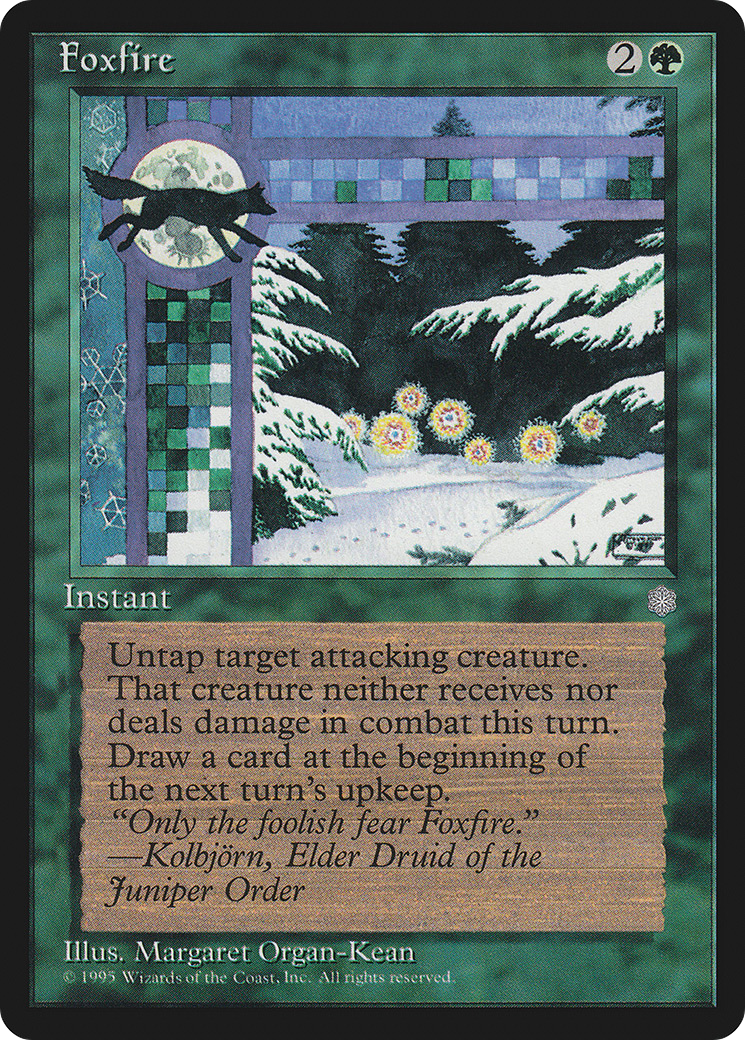 Foxfire 2
Instant
Untap target attacking creature.
That creature neither receives nor
deals damage in combat this turn.
Draw a card at the beginning of
the next turn's upkeep.
“Only the foolish fear Foxfire.”
—Kolbjörn, Elder Druid of the
Juniper Order
Illus. Margaret Organ-Kean
© 1995 Wizards of the Coast, Inc. All rights reserved.